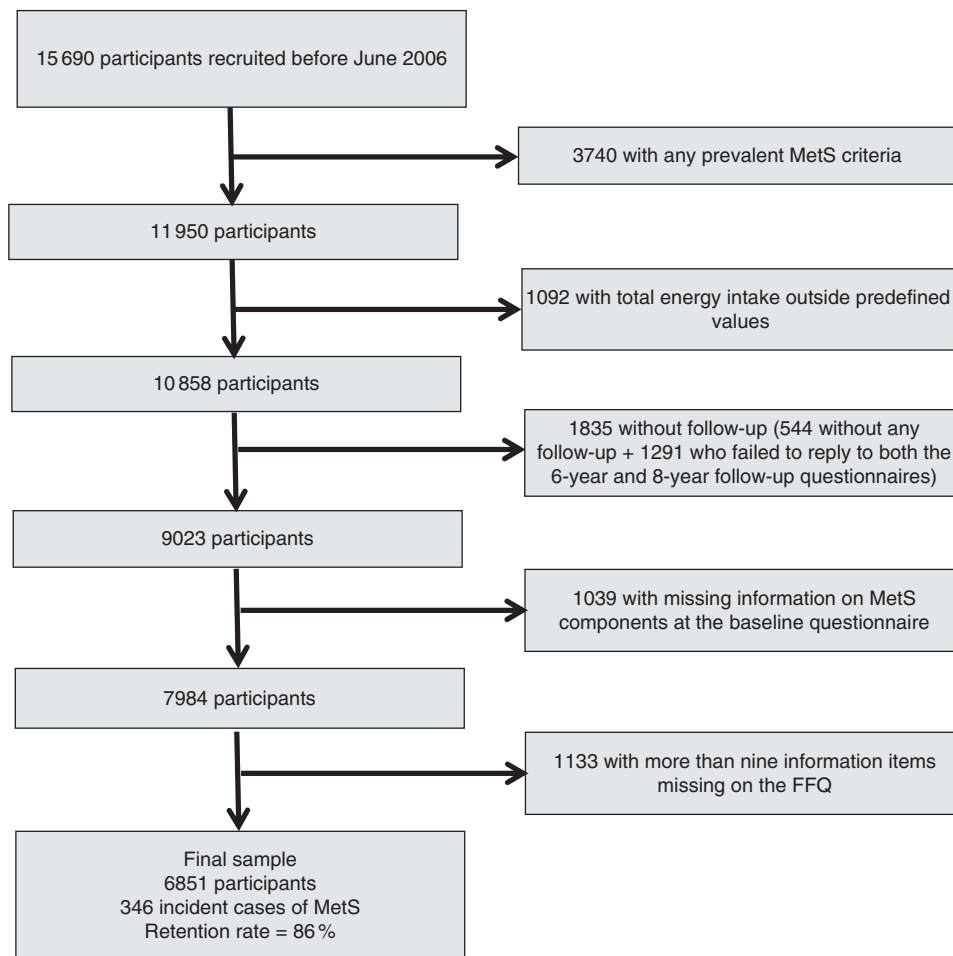 15 690 participants recruited before June 2006
3740 with any prevalent MetS criteria
11 950 participants
1092 with total energy intake outside predefined
values
10 858 participants
1835 without follow-up (544 without any
follow-up + 1291 who failed to reply to both the
6-year and 8-year follow-up questionnaires)
9023 participants
1039 with missing information on MetS
components at the baseline questionnaire
7984 participants
1133 with more than nine information items
missing on the FFQ
Final sample
6851 participants
346 incident cases of MetS
Retention rate = 86 %